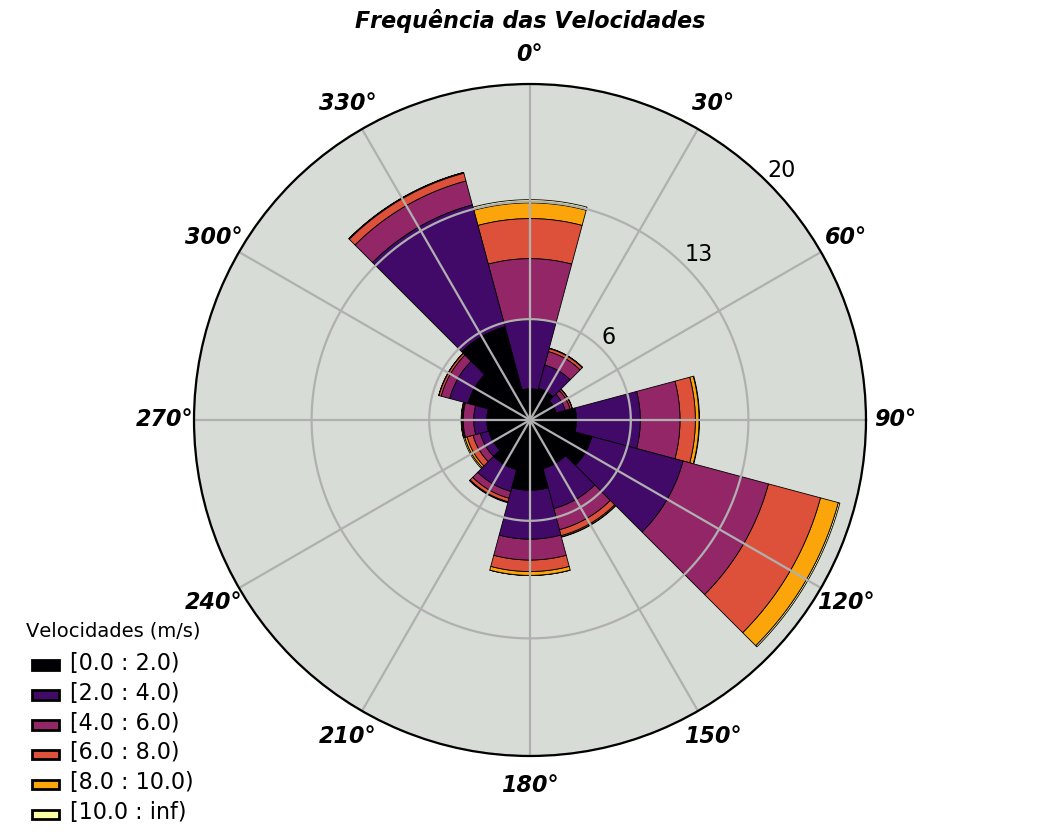 Frequência das Velocidades
0°
330°
30°
20
300°
60°
13
6
270°
90°
240°
120°
210°
150°
180°
Velocidades (m/s)
[0.0 : 2.0)
[2.0 : 4.0)
[4.0 : 6.0)
[6.0 : 8.0)
[8.0 : 10.0)
[10.0 : inf)